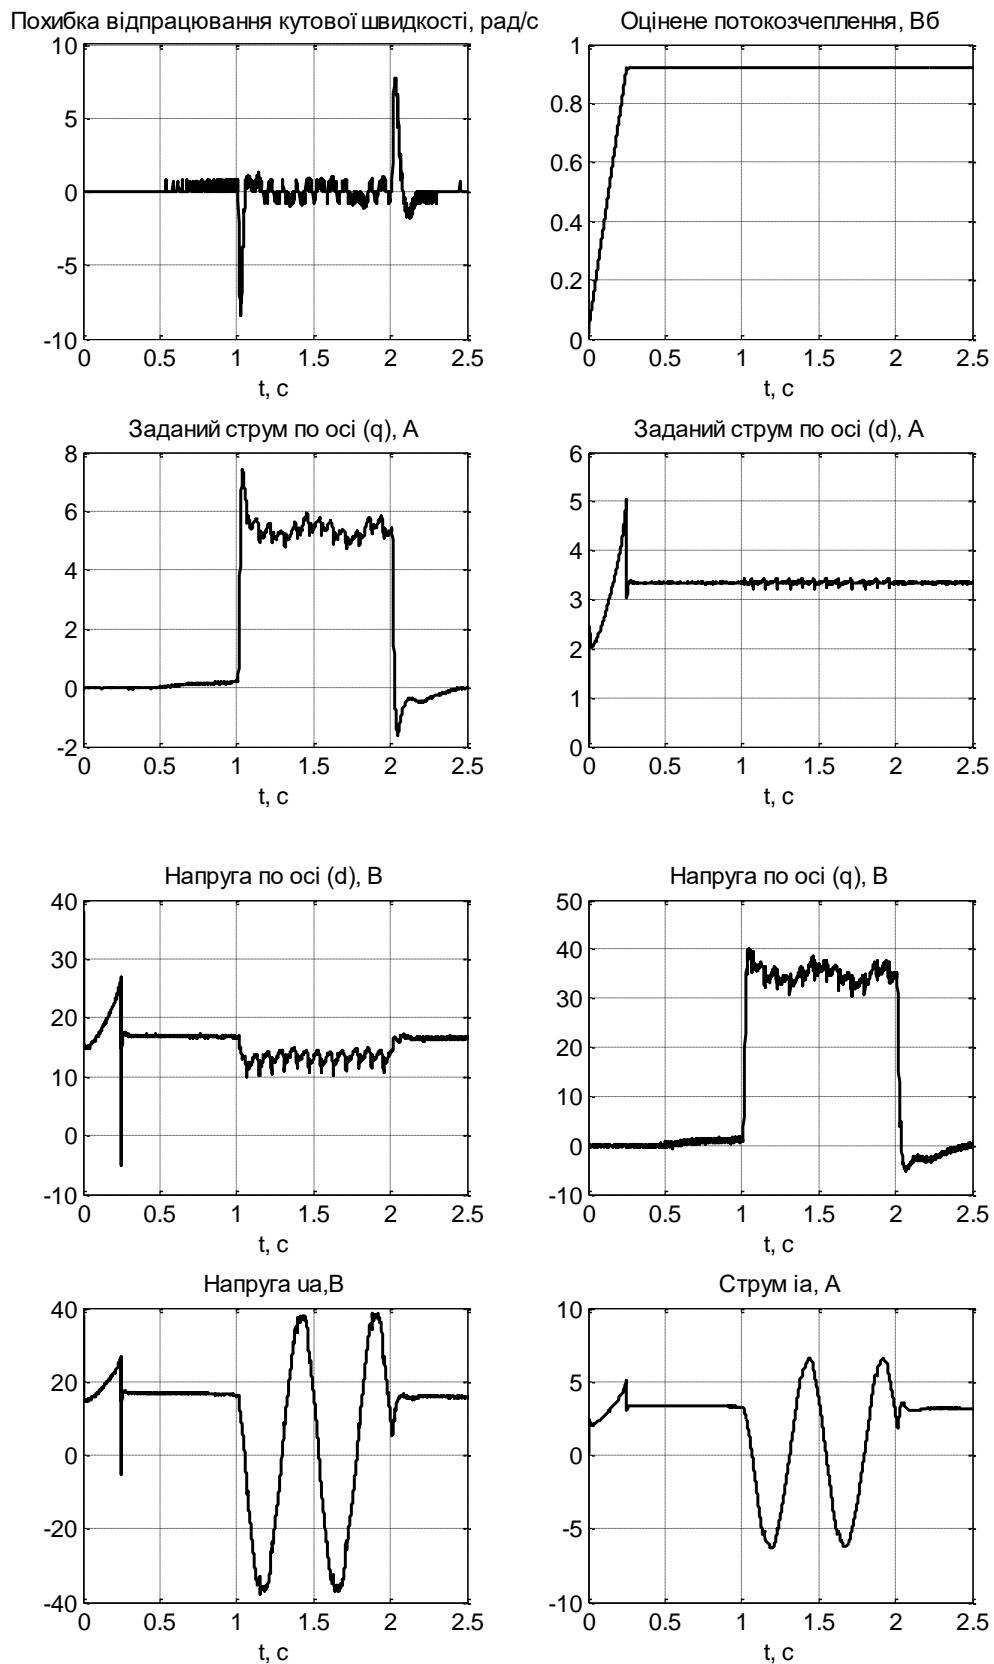 Похибка відпрацювання кутової швидкості, рад/с
10
5
0
-5
-10
0 0.5 1 1.5 2 2.5
t, с
Оцінене потокозчеплення, Вб
1
0.8
0.6
0.4
0.2
0
0 0.5 1 1.5 2 2.5
t, с
Заданий струм по осі (q), А
8
6
4
2
0
-2
0 0.5 1 1.5 2 2.5
t, с
Заданий струм по осі (d), А
6
5
4
3
2
1
0
0 0.5 1 1.5 2 2.5
t, с
Напруга по осі (d), В
40
30
20
10
0
-10
0 0.5 1 1.5 2 2.5
t, с
Напруга по осі (q), В
50
40
30
20
10
0
-10
0 0.5 1 1.5 2 2.5
t, с
Напруга ua,В
40
20
0
-20
-40
0 0.5 1 1.5 2 2.5
t, с
Струм ia, А
10
5
0
-5
-10
0 0.5 1 1.5 2 2.5
t, с